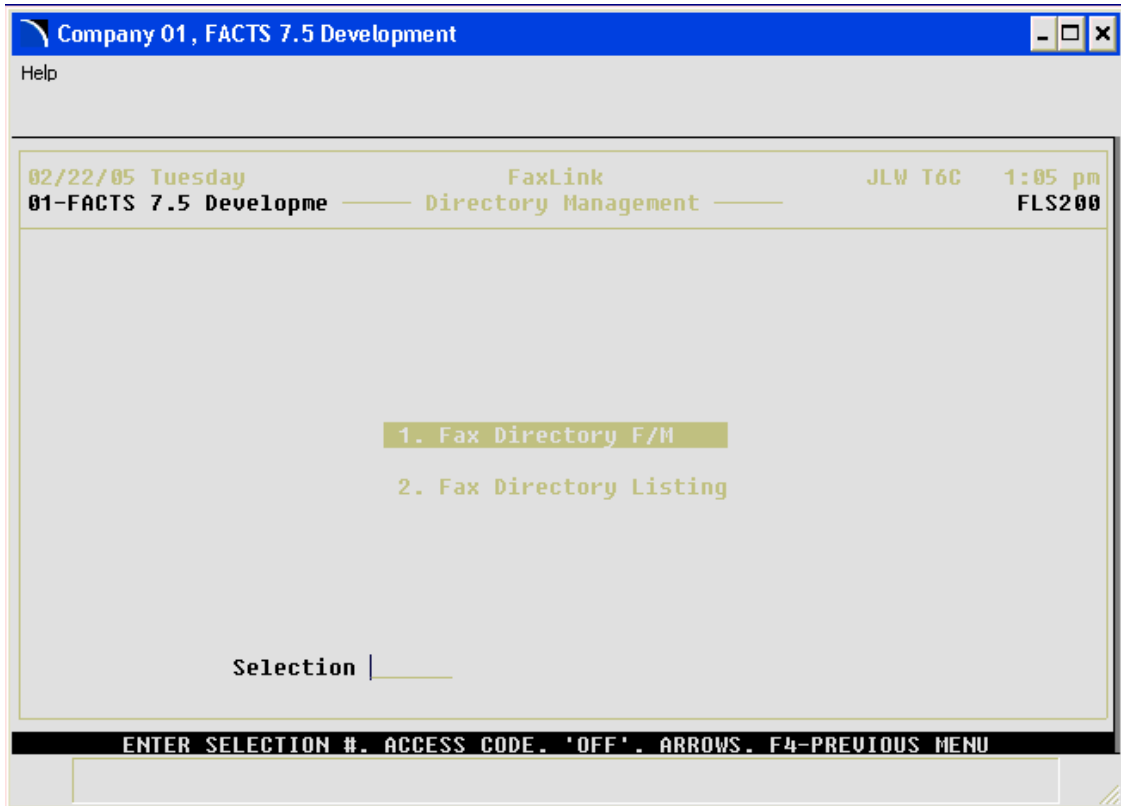 Company 01, FACTS 7.5 Development
Help
02/22/05 Tuesday FaxLink JLW T6C 1:05 pm
01-FACTS 7.5 Developme Directory Management FLS200
1. Fax Directory F/M
2. Fax Directory Listing
Selection
ENTER SELECTION #. ACCESS CODE. 'OFF'. ARROWS. F4-PREVIOUS MENU